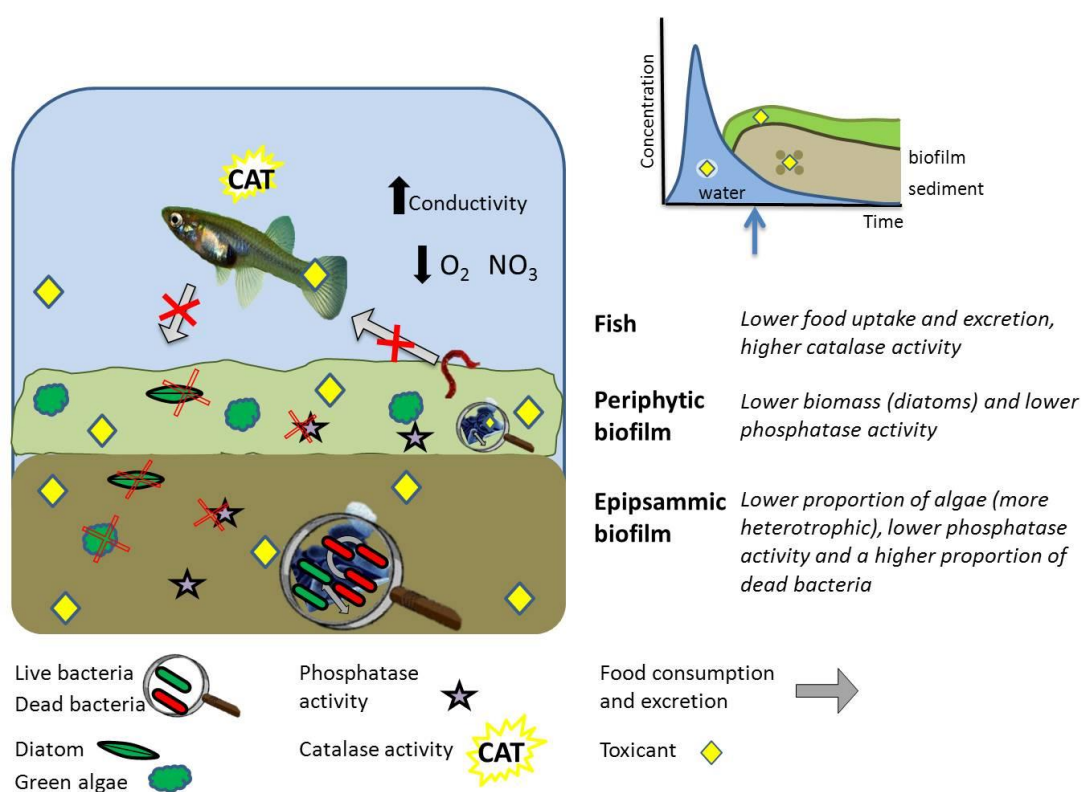 Concentration
water
biofilm
sediment
Time
CAT
Conductivity
O₂ NO₃
Fish
Lower food uptake and excretion,
higher catalase activity
Periphytic
biofilm
Lower biomass (diatoms) and lower
phosphatase activity
Epipsammic
biofilm
Lower proportion of algae (more
heterotrophic), lower phosphatase
activity and a higher proportion of
dead bacteria
Live bacteria
Dead bacteria
Diatom
Green algae
Phosphatase
activity
Catalase activity
CAT
Food consumption
and excretion
Toxicant